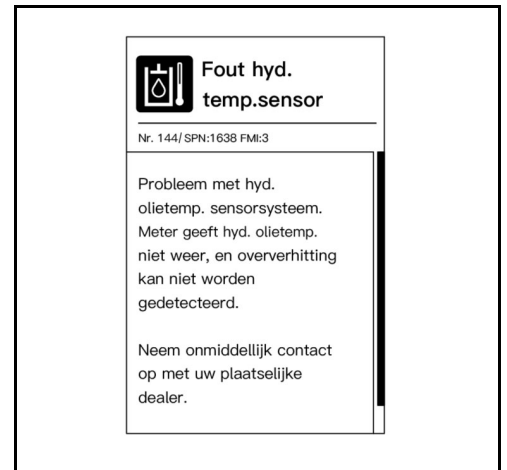 Fout hyd.
temp.sensor
Nr. 144/ SPN:1638 FMI:3
Probleem met hyd.
olietemp. sensorsysteem.
Meter geeft hyd. olietemp.
niet weer, en oververhitting
kan niet worden
gedetecteerd.
Neem onmiddellijk contact
op met uw plaatselijke
dealer.